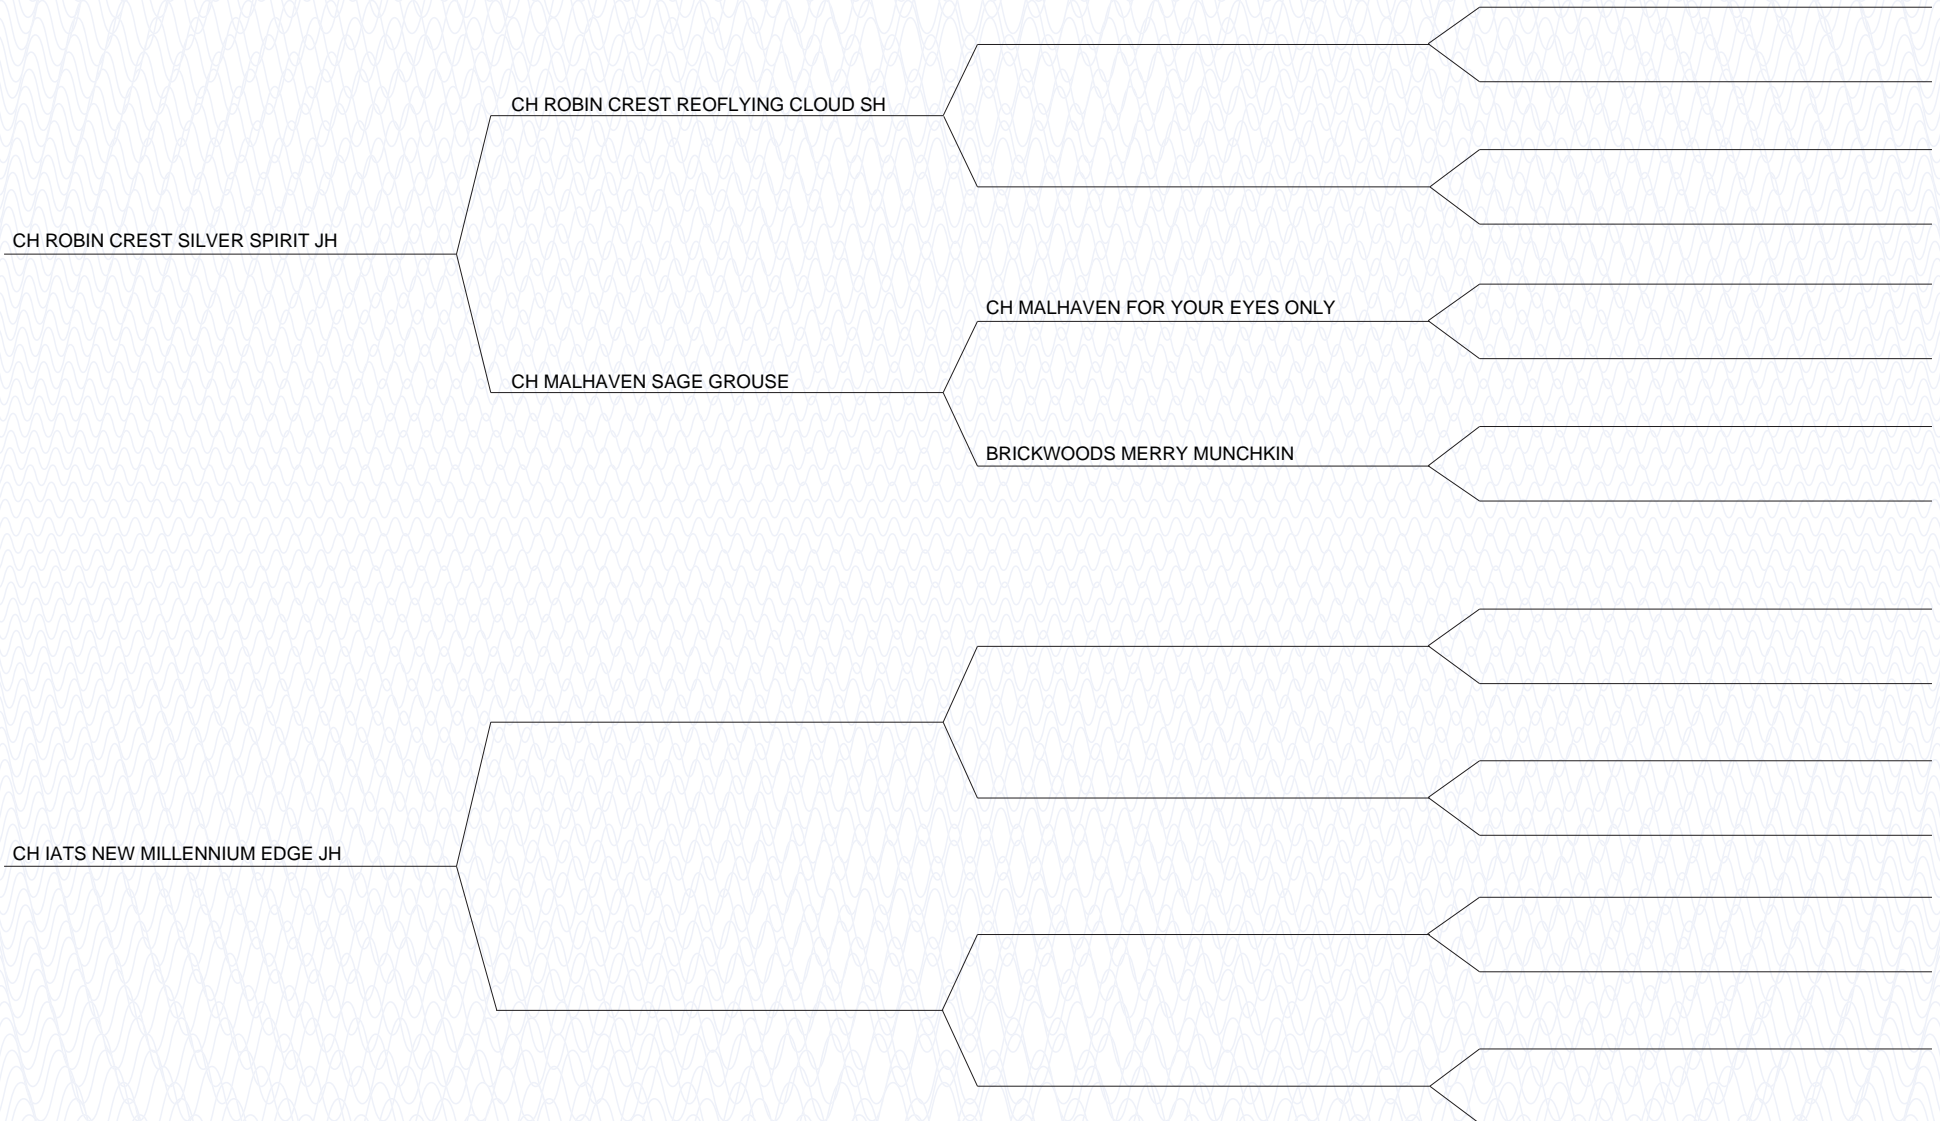 CH ROBIN CREST REOFLYING CLOUD SH
CH ROBIN CREST SILVER SPIRIT JH
CH MALHAVEN FOR YOUR EYES ONLY
CH MALHAVEN SAGE GROUSE
BRICKWOODS MERRY MUNCHKIN
CH IATS NEW MILLENNIUM EDGE JH